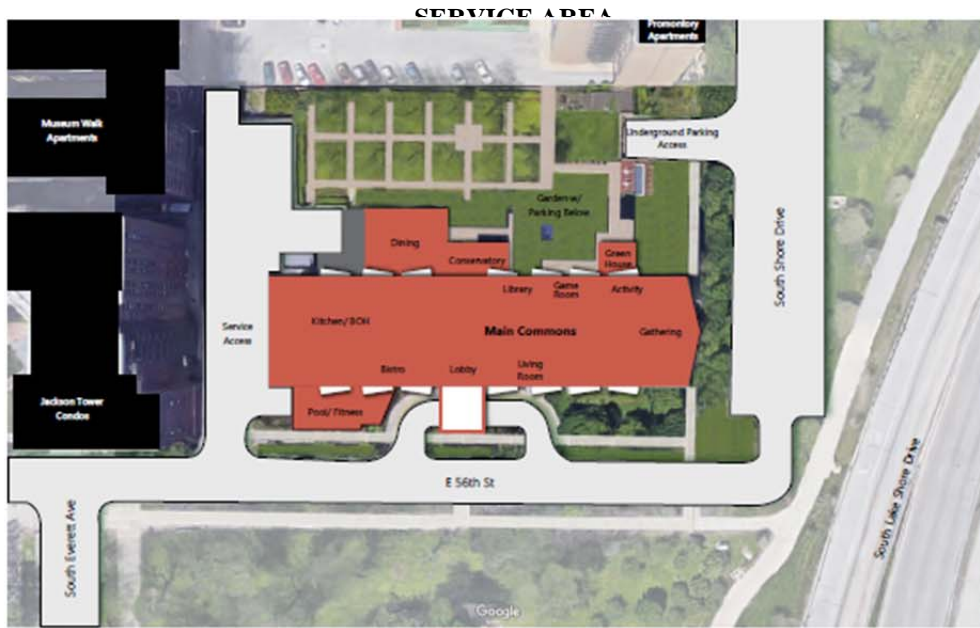 SERVICE AREA
Promontory
Apartments
Museum Walk
Apartments
Underground Parking
Access
Garden w/
Parking Below
Dining
Conservatory
Green
House
Library
Game
Room
Activity
South Shore Drive
Kitchen/ BOH
Service
Access
Main Commons
Gathering
Bistro
Lobby
Living
Room
Jackson Tower
Condos
Pool/ Fitness
E 56th St
South Everett Ave
South Lake Shore Drive
Google